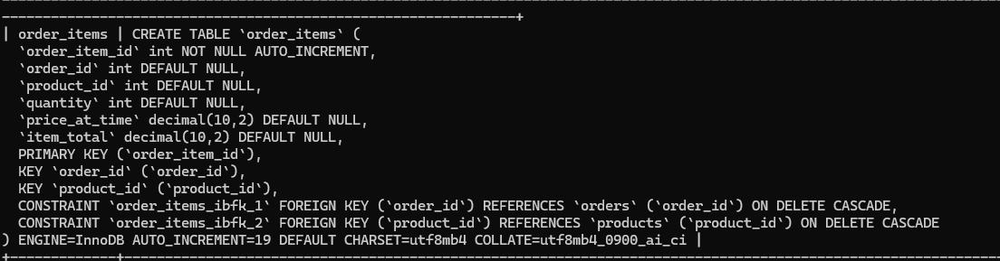 | order_items | CREATE TABLE `order_items` (
  `order_item_id` int NOT NULL AUTO_INCREMENT,
  `order_id` int DEFAULT NULL,
  `product_id` int DEFAULT NULL,
  `quantity` int DEFAULT NULL,
  `price_at_time` decimal(10,2) DEFAULT NULL,
  `item_total` decimal(10,2) DEFAULT NULL,
  PRIMARY KEY (`order_item_id`),
  KEY `order_id` (`order_id`),
  KEY `product_id` (`product_id`),
  CONSTRAINT `order_items_ibfk_1` FOREIGN KEY (`order_id`) REFERENCES `orders` (`order_id`) ON DELETE CASCADE,
  CONSTRAINT `order_items_ibfk_2` FOREIGN KEY (`product_id`) REFERENCES `products` (`product_id`) ON DELETE CASCADE
) ENGINE=InnoDB AUTO_INCREMENT=19 DEFAULT CHARSET=utf8mb4 COLLATE=utf8mb4_0900_ai_ci |